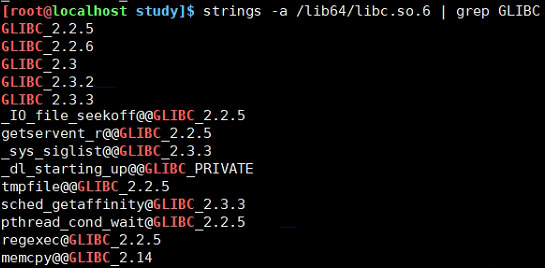 [root@localhost study]$ strings -a /lib64/libc.so.6 | grep GLIBC
GLIBC_2.2.5
GLIBC_2.2.6
GLIBC_2.3
GLIBC_2.3.2
GLIBC_2.3.3
_IO_file_seekoff@@GLIBC_2.2.5
getservent_r@@GLIBC_2.2.5
_sys_siglist@@GLIBC_2.3.3
_dl_starting_up@@GLIBC_PRIVATE
tmpfile@@GLIBC_2.2.5
sched_getaffinity@GLIBC_2.3.3
pthread_cond_wait@GLIBC_2.2.5
regexec@GLIBC_2.2.5
memcpy@@GLIBC_2.14